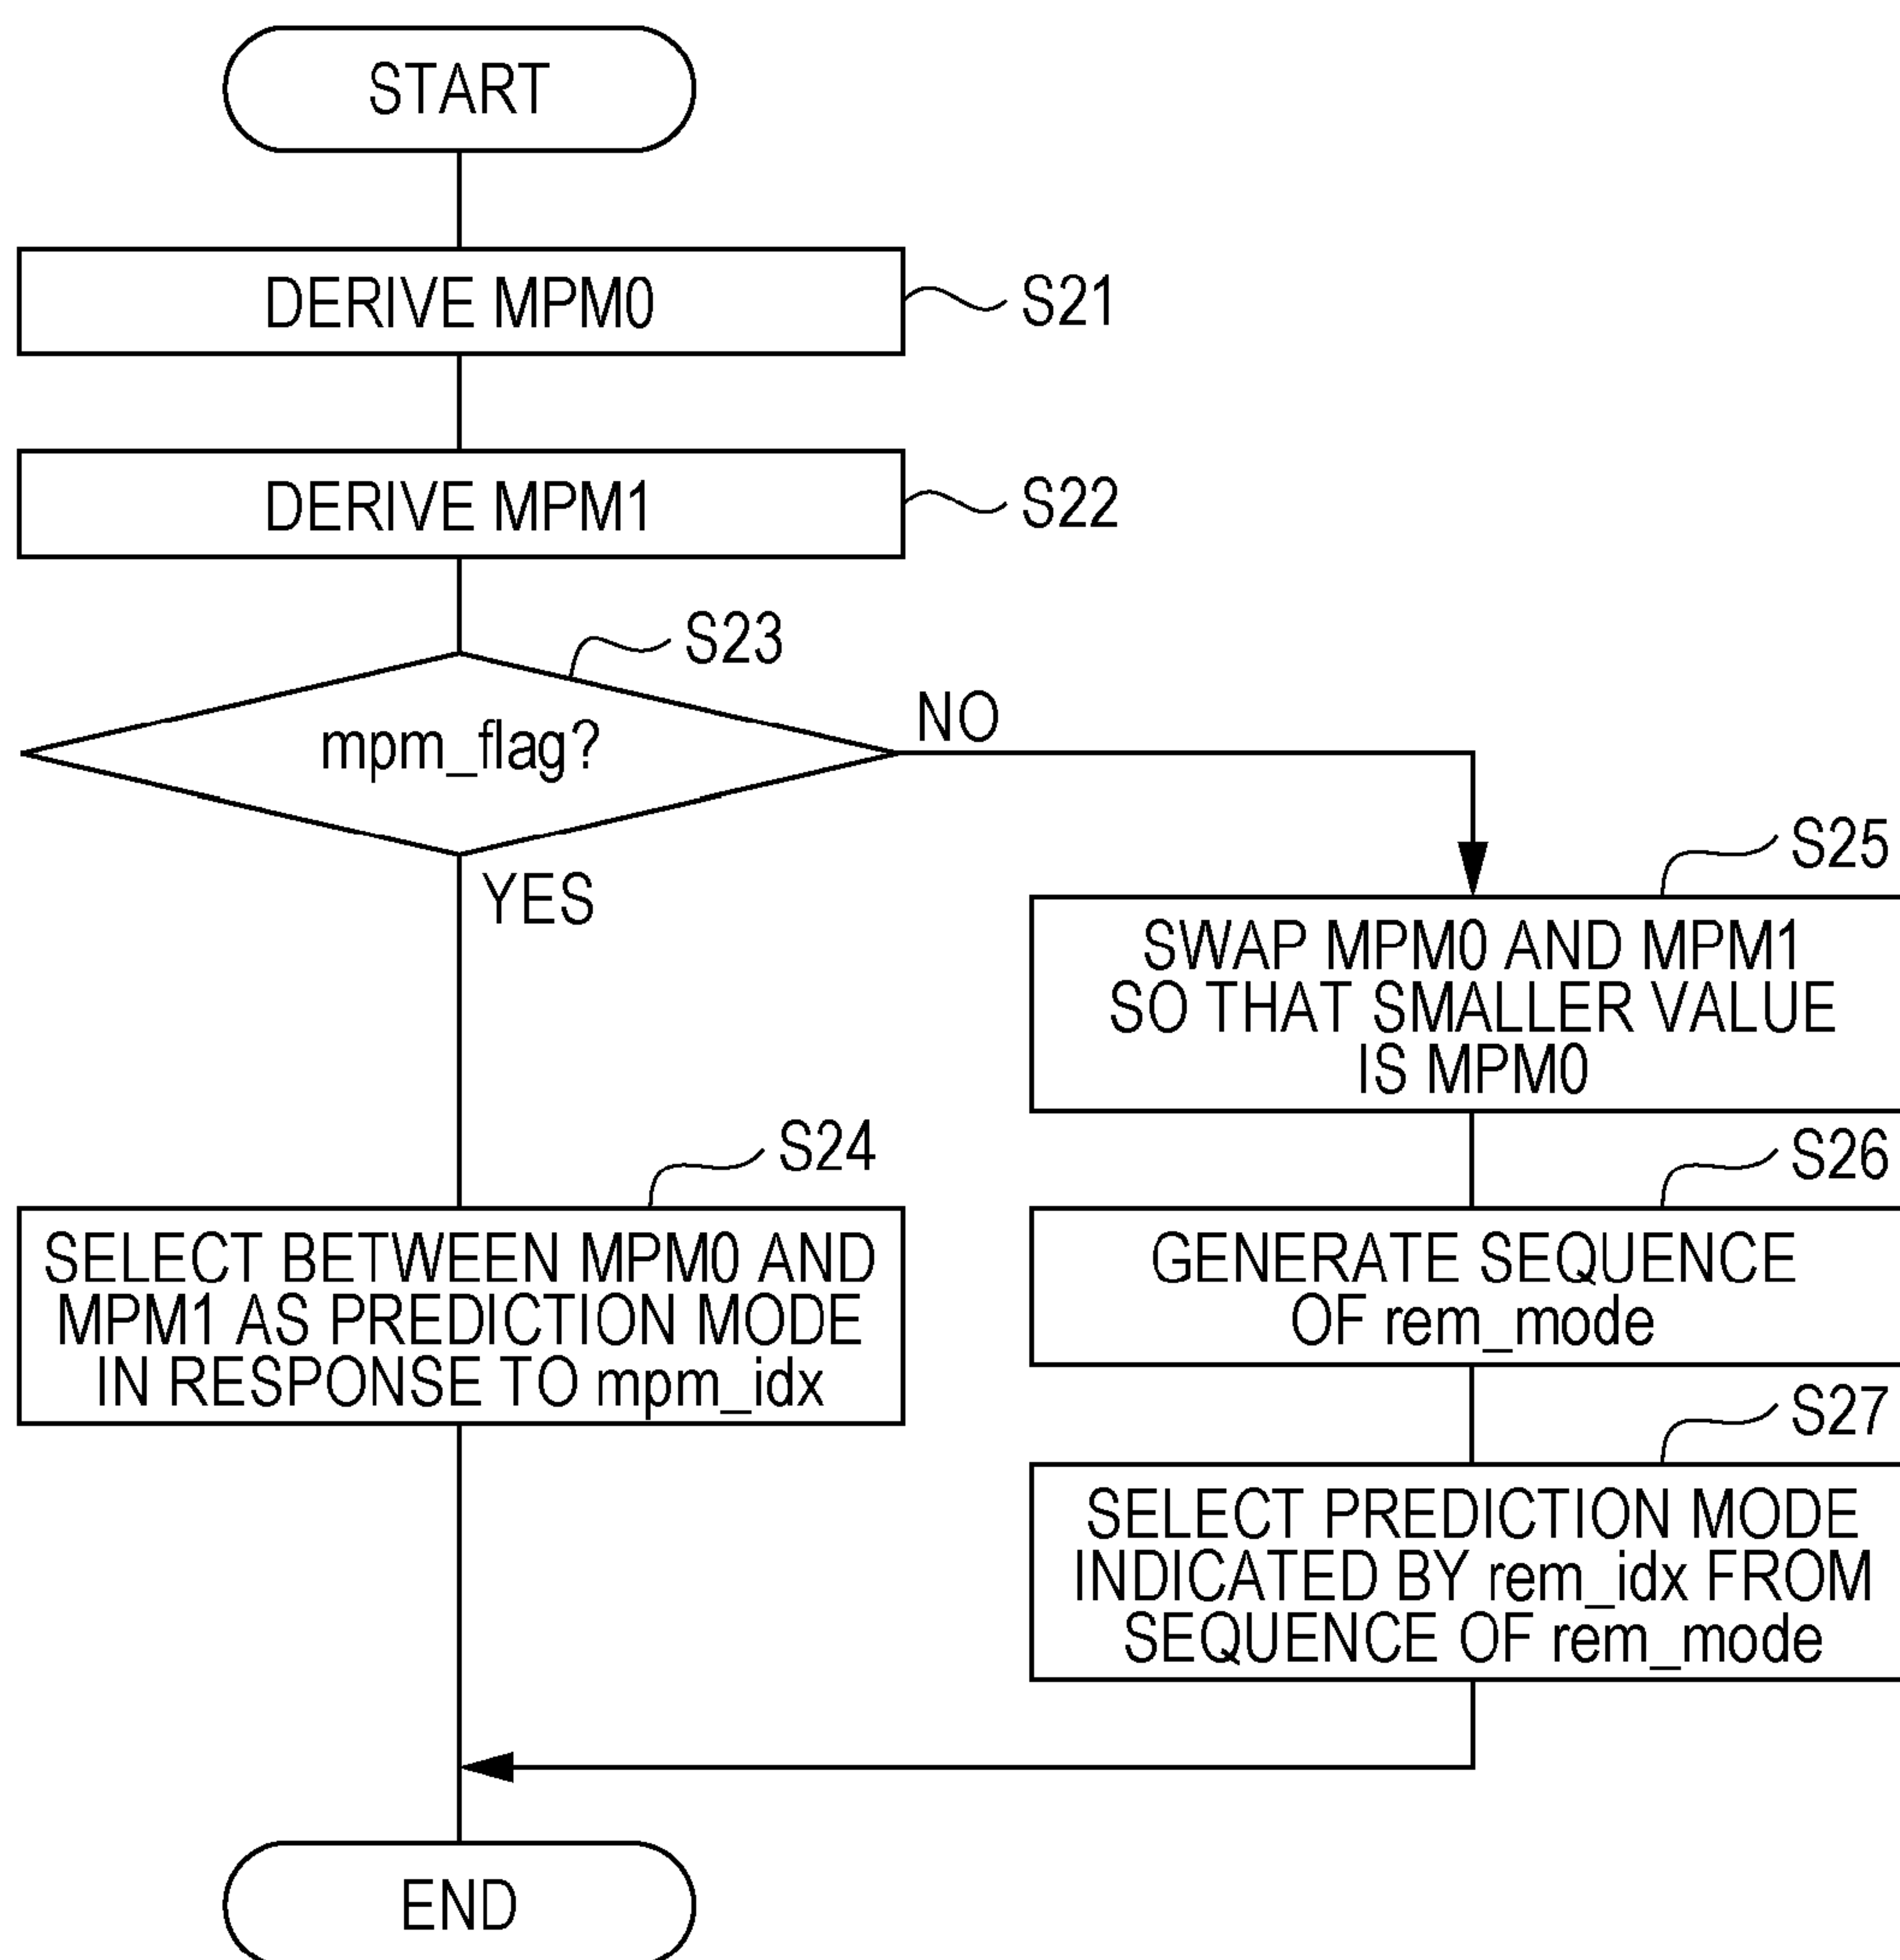 START
DERIVE MPM0
S21
DERIVE MPM1
S22
S23
mpm_flag?
NO
YES
S25
SWAP MPM0 AND MPM1
SO THAT SMALLER VALUE
IS MPM0
S24
SELECT BETWEEN MPM0 AND
MPM1 AS PREDICTION MODE
IN RESPONSE TO mpm_idx
S26
GENERATE SEQUENCE
OF rem_mode
S27
SELECT PREDICTION MODE
INDICATED BY rem_idx FROM
SEQUENCE OF rem_mode
END